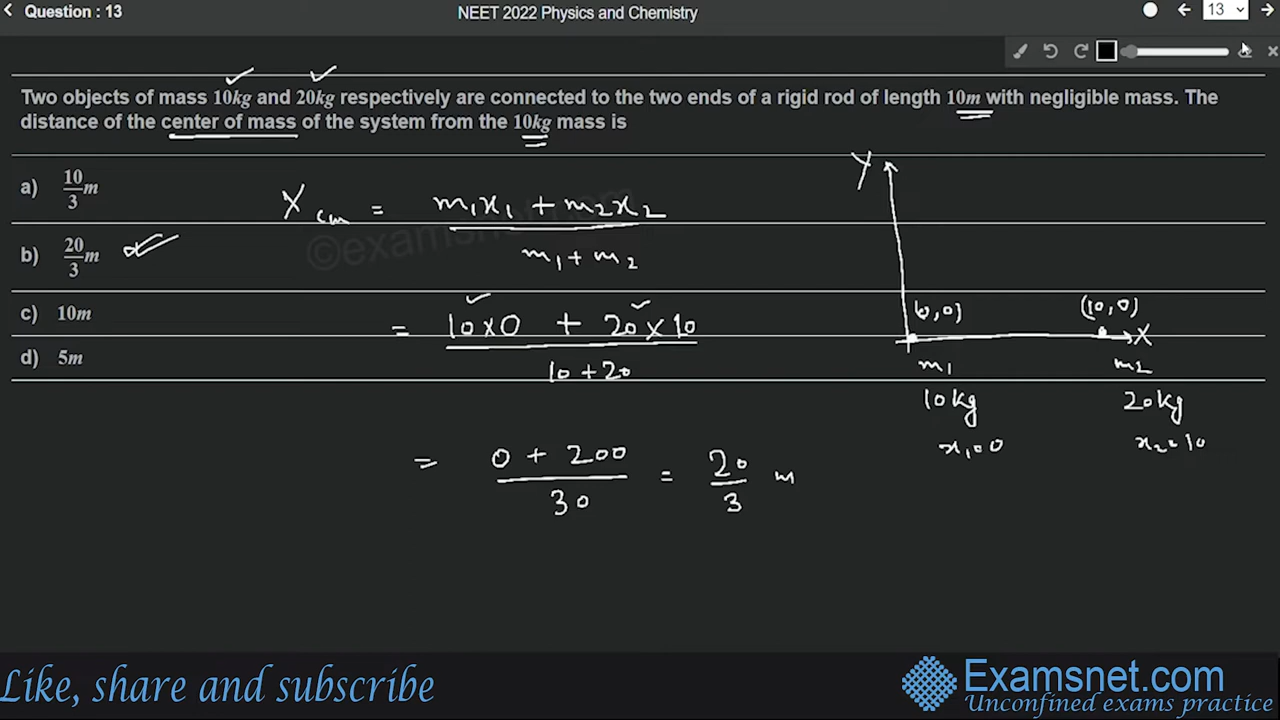 Question : 13
NEET 2022 Physics and Chemistry
13
Two objects of mass 10kg and 20kg respectively are connected to the two ends of a rigid rod of length 10m with negligible mass. The
distance of the center of mass of the system from the 10kg mass is
a) 10/3 m
b) 20/3 m
c) 10m
d) 5m
X cm = m₁x₁ + m₂x₂
m₁ + m₂
= 10×0 + 20×10
10 + 20
= 0 + 200 / 30 = 20/3 m
Y
(0,0) (10,0)
X
m₁ m₂
10kg 20kg
x₁=0 x₂=10
©examsnet.com
Like, share and subscribe
Examsnet.com
Unconfined exams practice